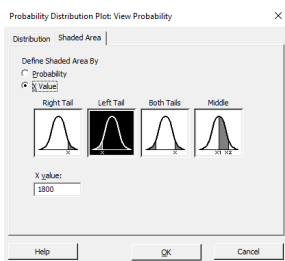 Probability Distribution Plot: View Probability
Distribution Shaded Area
Define Shaded Area By
Probability
X Value
Right Tail Left Tail Both Tails Middle
X X X X1 X2
X value:
1800
Help OK Cancel